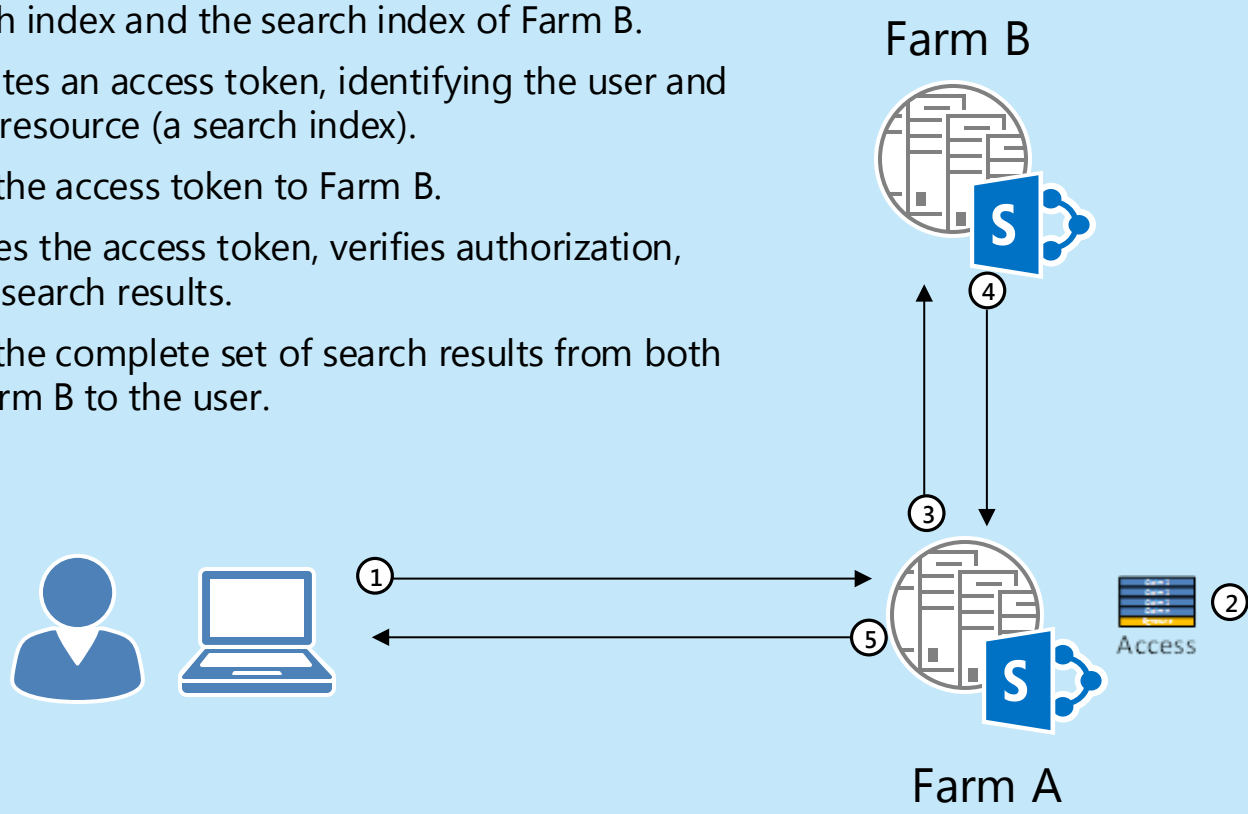 h index and the search index of Farm B.
tes an access token, identifying the user and
resource (a search index).
the access token to Farm B.
es the access token, verifies authorization,
search results.
the complete set of search results from both
rm B to the user.
Farm B
S
4
3
1
5
S
2
Access
Farm A